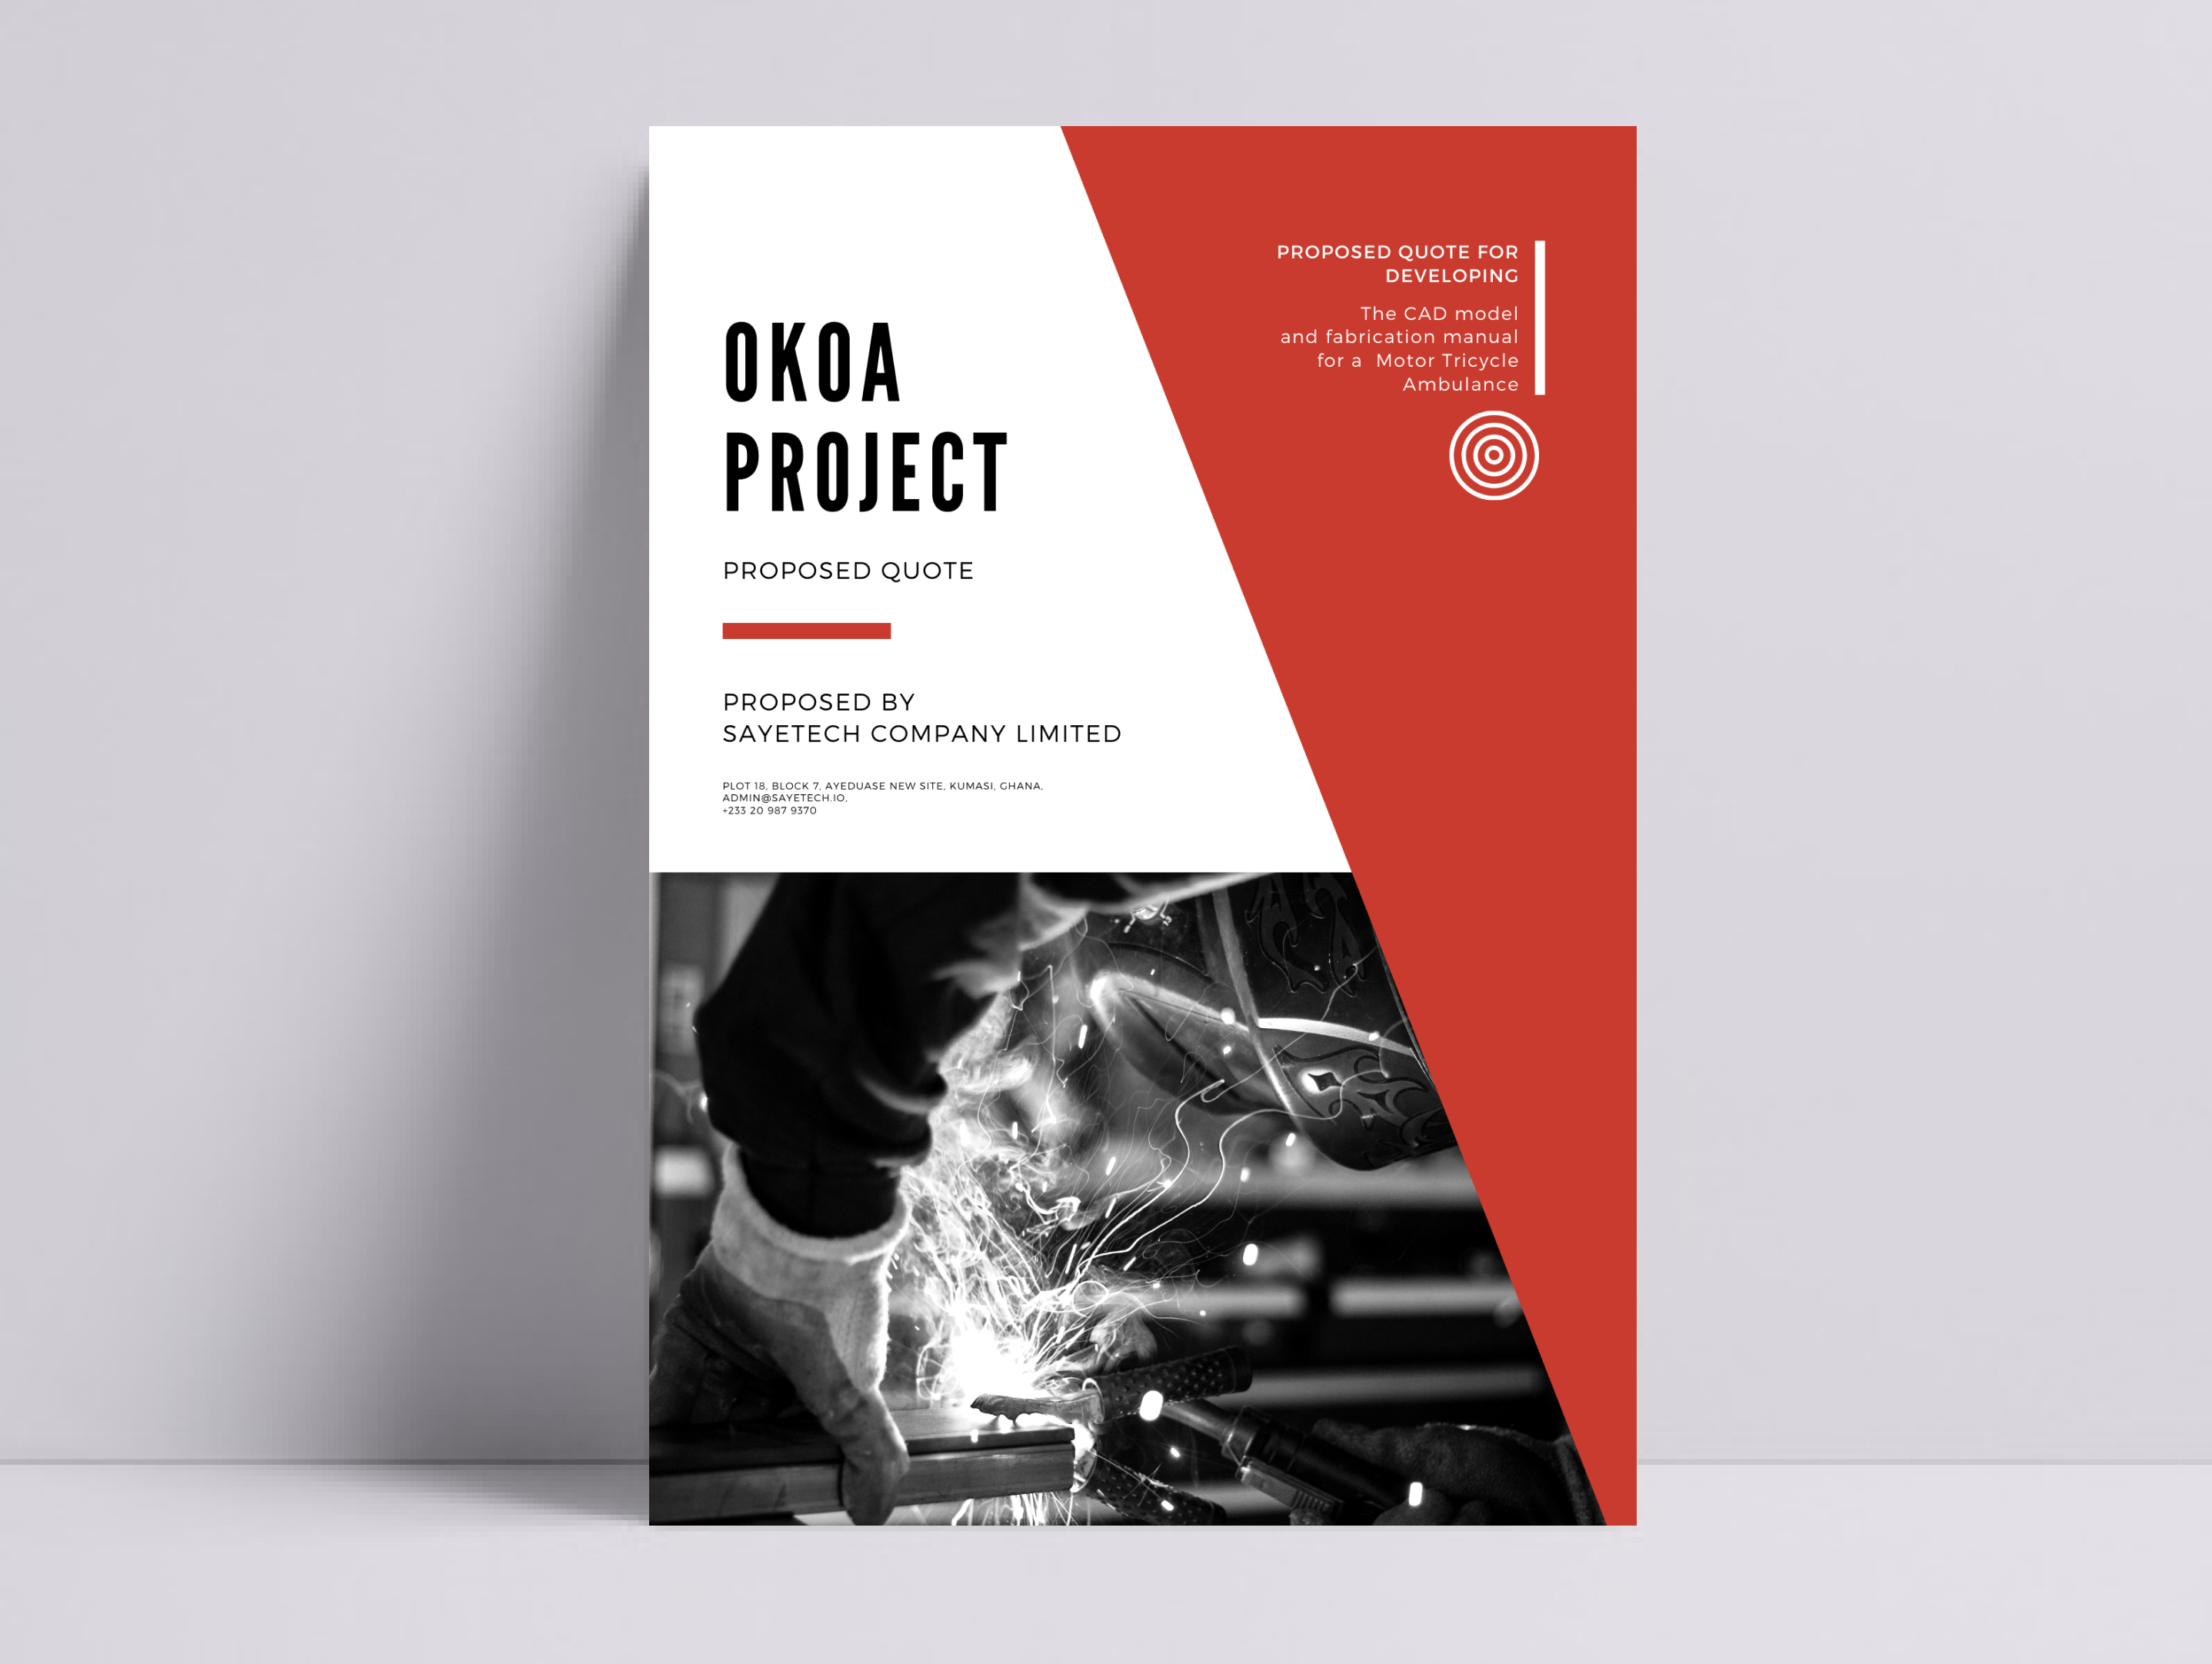 OKOA
PROJECT
PROPOSED QUOTE
PROPOSED BY
SAYETECH COMPANY LIMITED
PLOT 18, BLOCK 7, AYEDUASE NEW SITE, KUMASI, GHANA,
ADMIN@SAYETECH.IO,
+233 20 987 9370
PROPOSED QUOTE FOR
DEVELOPING
The CAD model
and fabrication manual
for a  Motor Tricycle
Ambulance